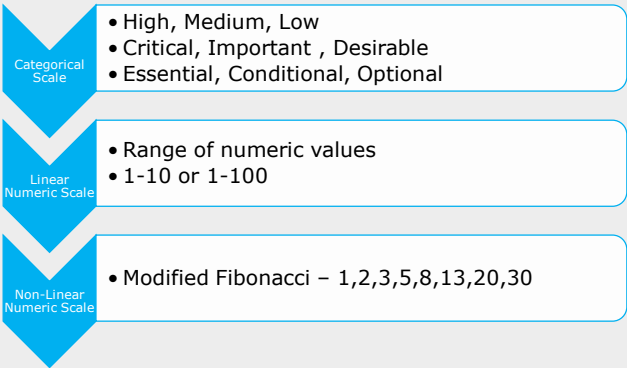 Categorical
Scale
• High, Medium, Low
• Critical, Important , Desirable
• Essential, Conditional, Optional
Linear
Numeric Scale
• Range of numeric values
• 1-10 or 1-100
Non-Linear
Numeric Scale
• Modified Fibonacci – 1,2,3,5,8,13,20,30